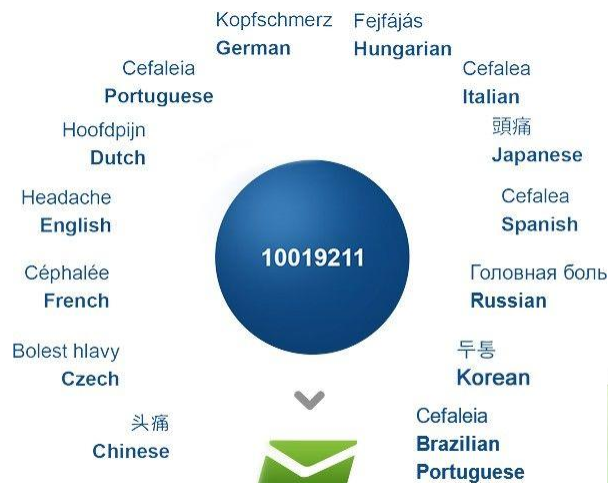 Kopfschmerz
German
Fejfájás
Hungarian
Cefaleia
Portuguese
Cefalea
Italian
Hoofdpijn
Dutch
頭痛
Japanese
Headache
English
Cefalea
Spanish
10019211
Céphalée
French
Головная боль
Russian
Bolest hlavy
Czech
두통
Korean
头痛
Chinese
Cefaleia
Brazilian
Portuguese